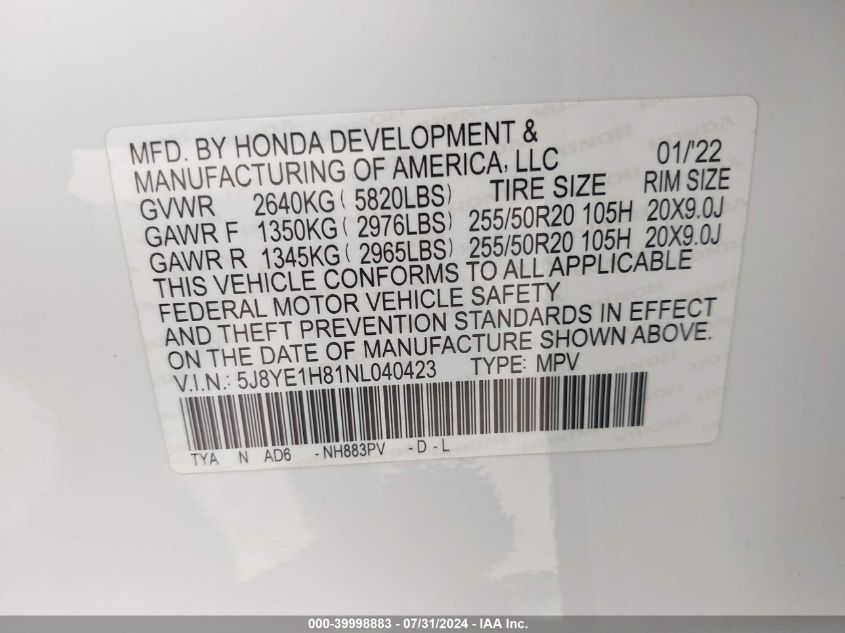 MFD. BY HONDA DEVELOPMENT &
MANUFACTURING OF AMERICA, LLC 01/'22
GVWR 2640KG ( 5820LBS) TIRE SIZE RIM SIZE
GAWR F 1350KG ( 2976LBS) 255/50R20 105H 20X9.0J
GAWR R 1345KG ( 2965LBS) 255/50R20 105H 20X9.0J
THIS VEHICLE CONFORMS TO ALL APPLICABLE
FEDERAL MOTOR VEHICLE SAFETY
AND THEFT PREVENTION STANDARDS IN EFFECT
ON THE DATE OF MANUFACTURE SHOWN ABOVE.
V.I.N.: 5J8YE1H81NL040423 TYPE: MPV
TYA N AD6 -NH883PV -D-L
000-39998883 / 07/31/2024 - IAA Inc.